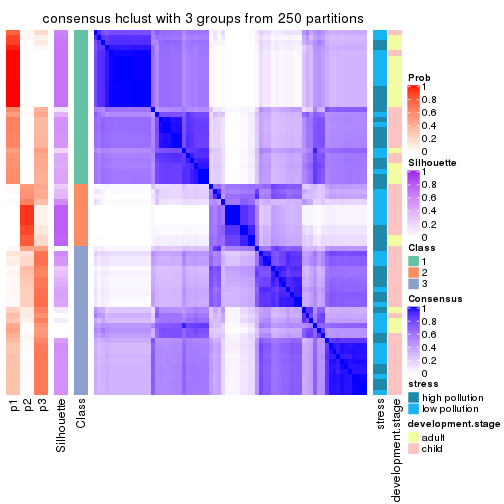 consensus hclust with 3 groups from 250 partitions
Prob
1
0.8
0.6
0.4
0.2
0
Silhouette
1
0.8
0.6
0.4
0.2
0
Class
1
2
3
Consensus
1
0.8
0.6
0.4
0.2
0
stress
high pollution
low pollution
development.stage
adult
child
p1
p2
p3
Silhouette
Class
stress
development.stage